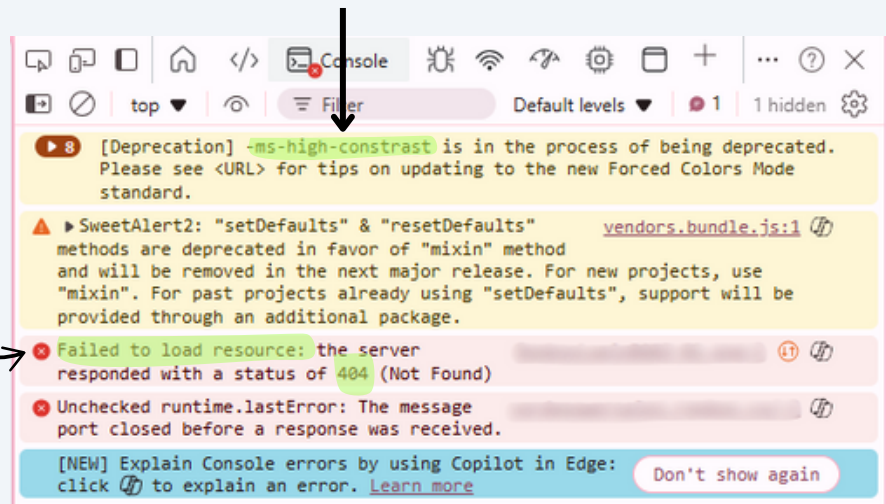 Console
top ▼
Filter
Default levels ▼
1
1 hidden
8 [Deprecation] -ms-high-constrast is in the process of being deprecated.
Please see <URL> for tips on updating to the new Forced Colors Mode
standard.
SweetAlert2: "setDefaults" & "resetDefaults" vendors.bundle.js:1
methods are deprecated in favor of "mixin" method
and will be removed in the next major release. For new projects, use
"mixin". For past projects already using "setDefaults", support will be
provided through an additional package.
Failed to load resource: the server
responded with a status of 404 (Not Found)
Unchecked runtime.lastError: The message
port closed before a response was received.
[NEW] Explain Console errors by using Copilot in Edge:
click to explain an error. Learn more
Don't show again